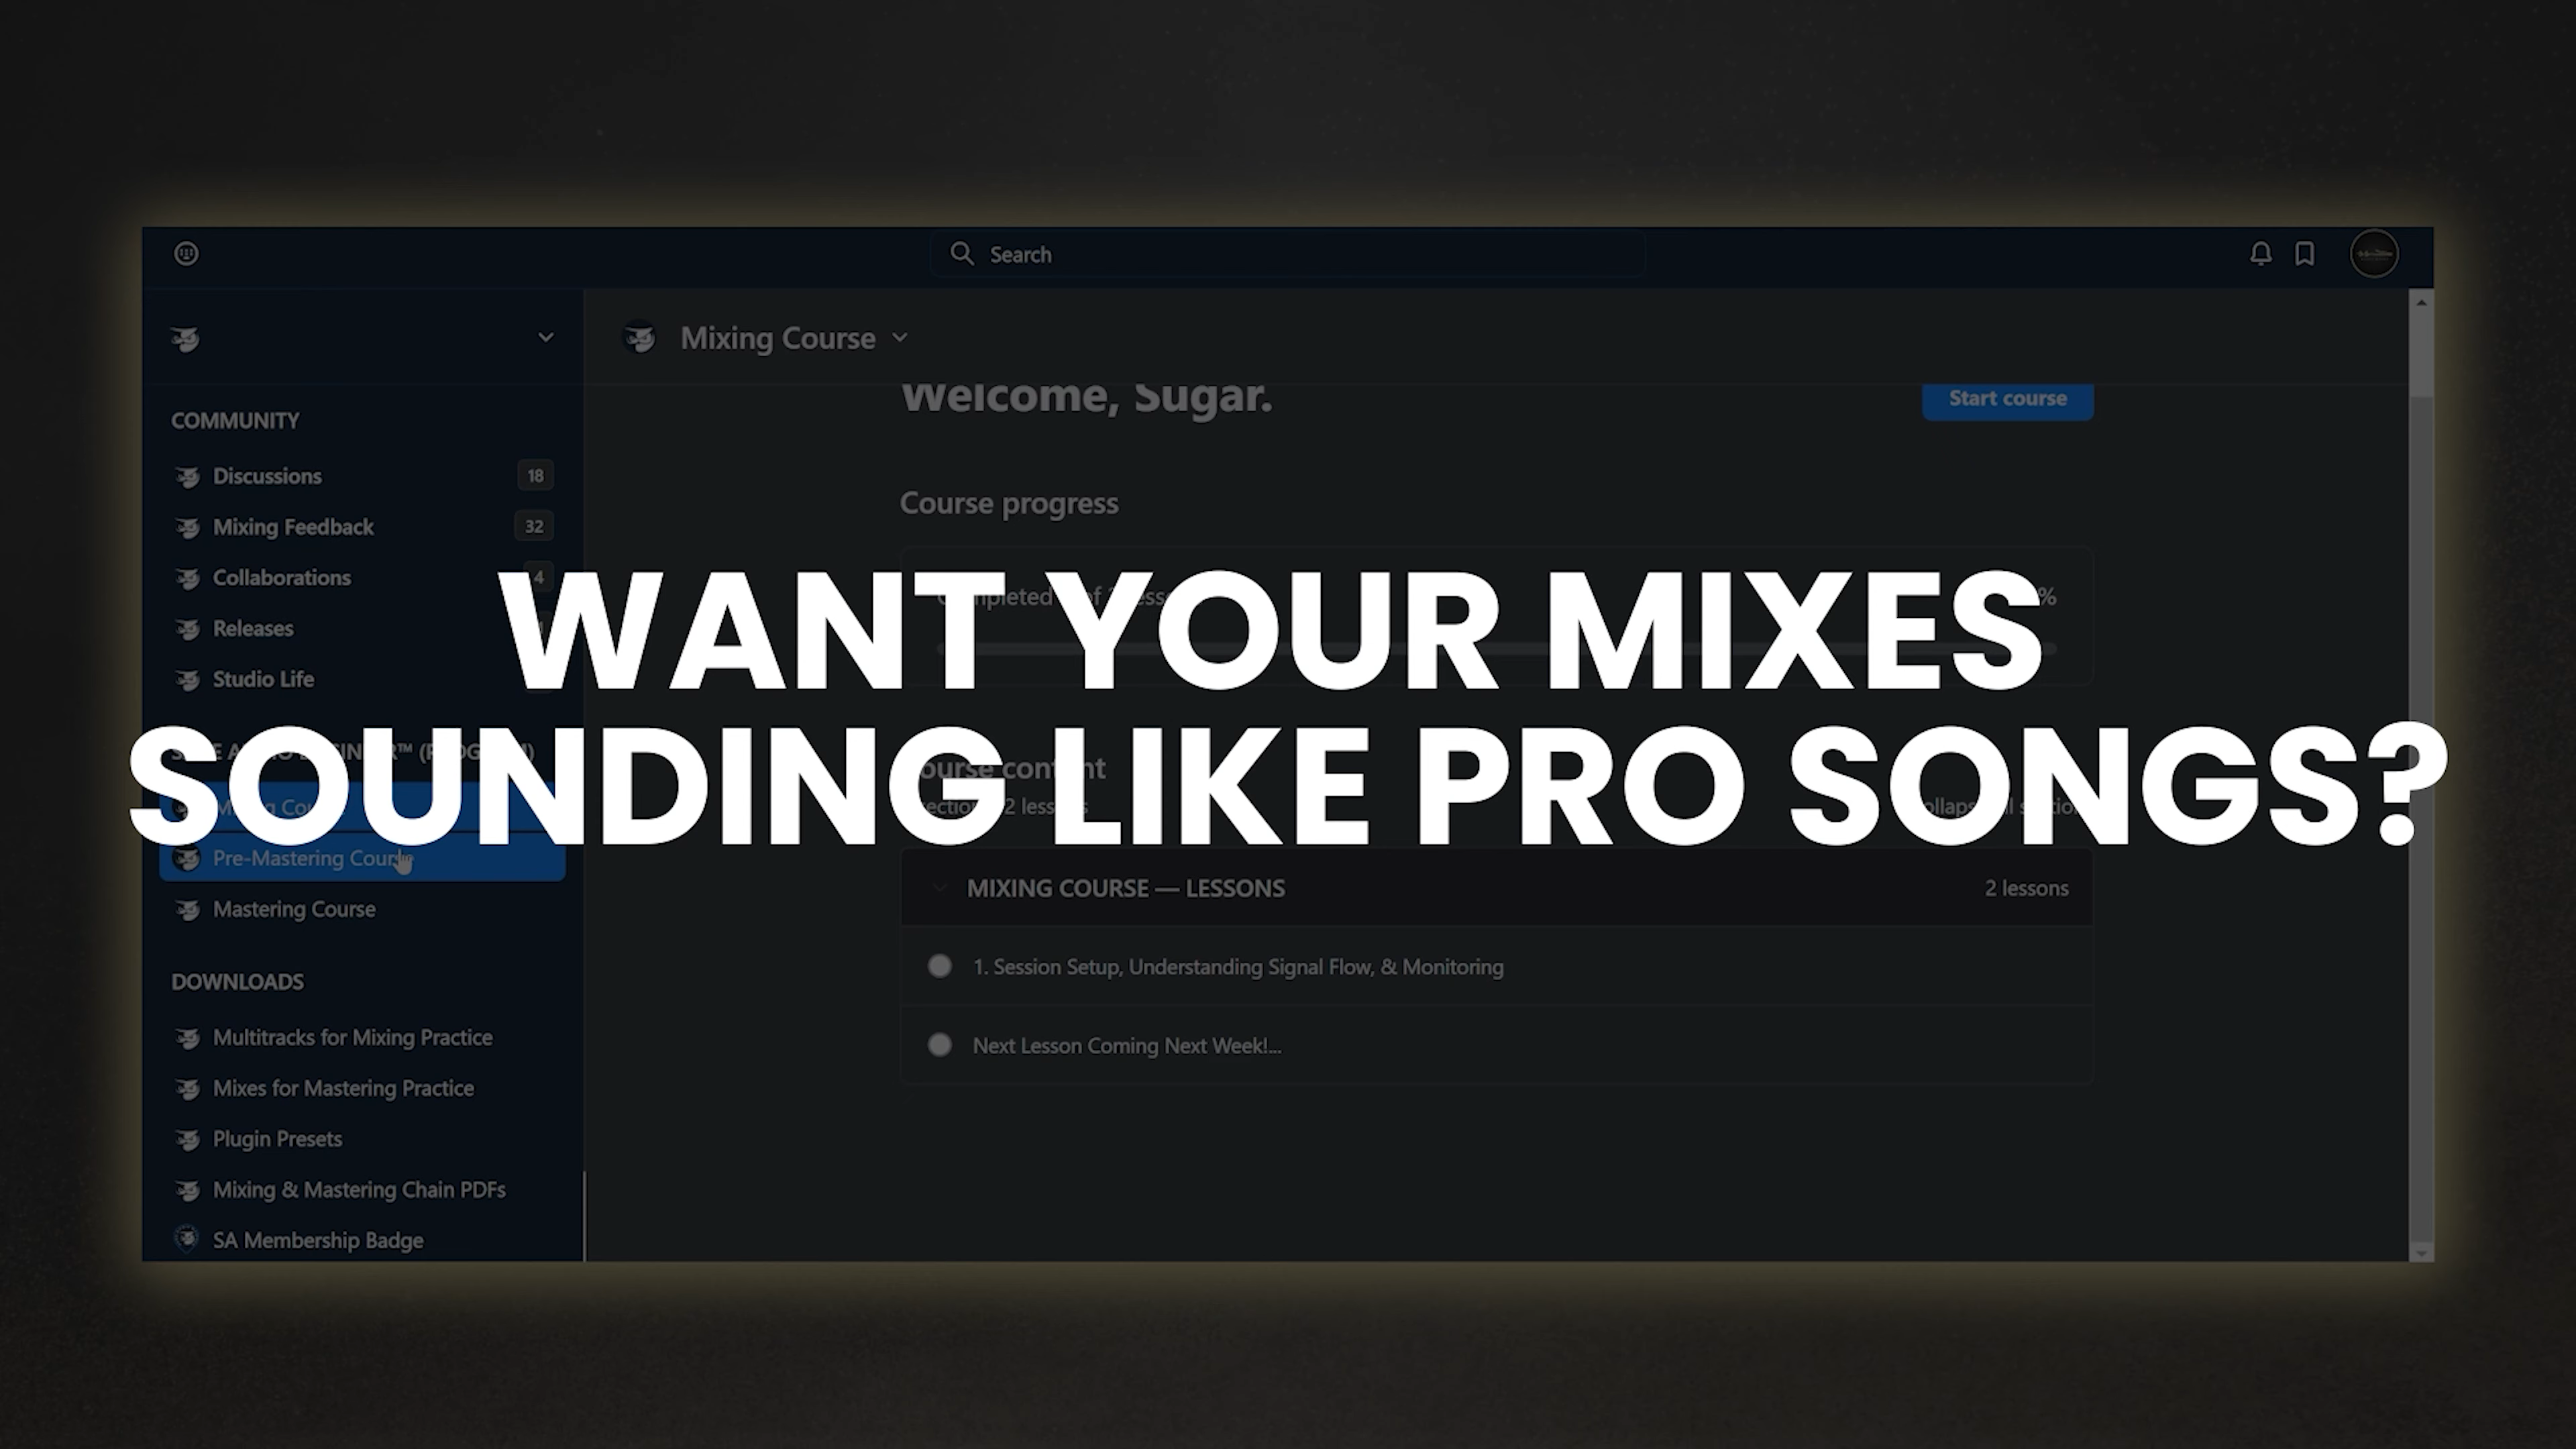 Search
Mixing Course
Welcome, Sugar.
Start course
COMMUNITY
Discussions 18
Mixing Feedback 32
Collaborations 4
Releases
Studio Life
Course progress
WANT YOUR MIXES
SOUNDING LIKE PRO SONGS?
Pre-Mastering Course
Mastering Course
MIXING COURSE — LESSONS 2 lessons
1. Session Setup, Understanding Signal Flow, & Monitoring
Next Lesson Coming Next Week!...
DOWNLOADS
Multitracks for Mixing Practice
Mixes for Mastering Practice
Plugin Presets
Mixing & Mastering Chain PDFs
SA Membership Badge